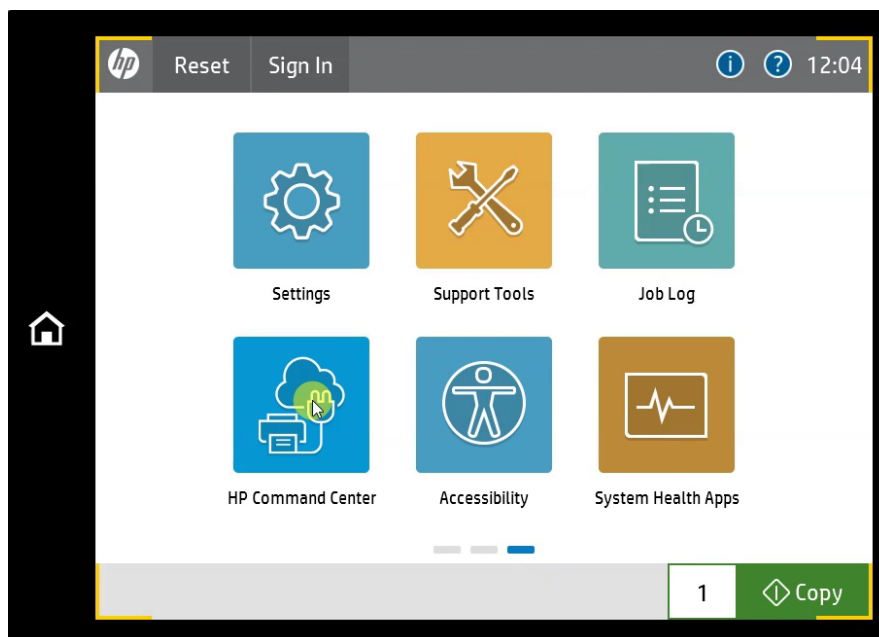 hp Reset Sign In i ? 12:04
Settings Support Tools Job Log
HP Command Center Accessibility System Health Apps
1 Copy